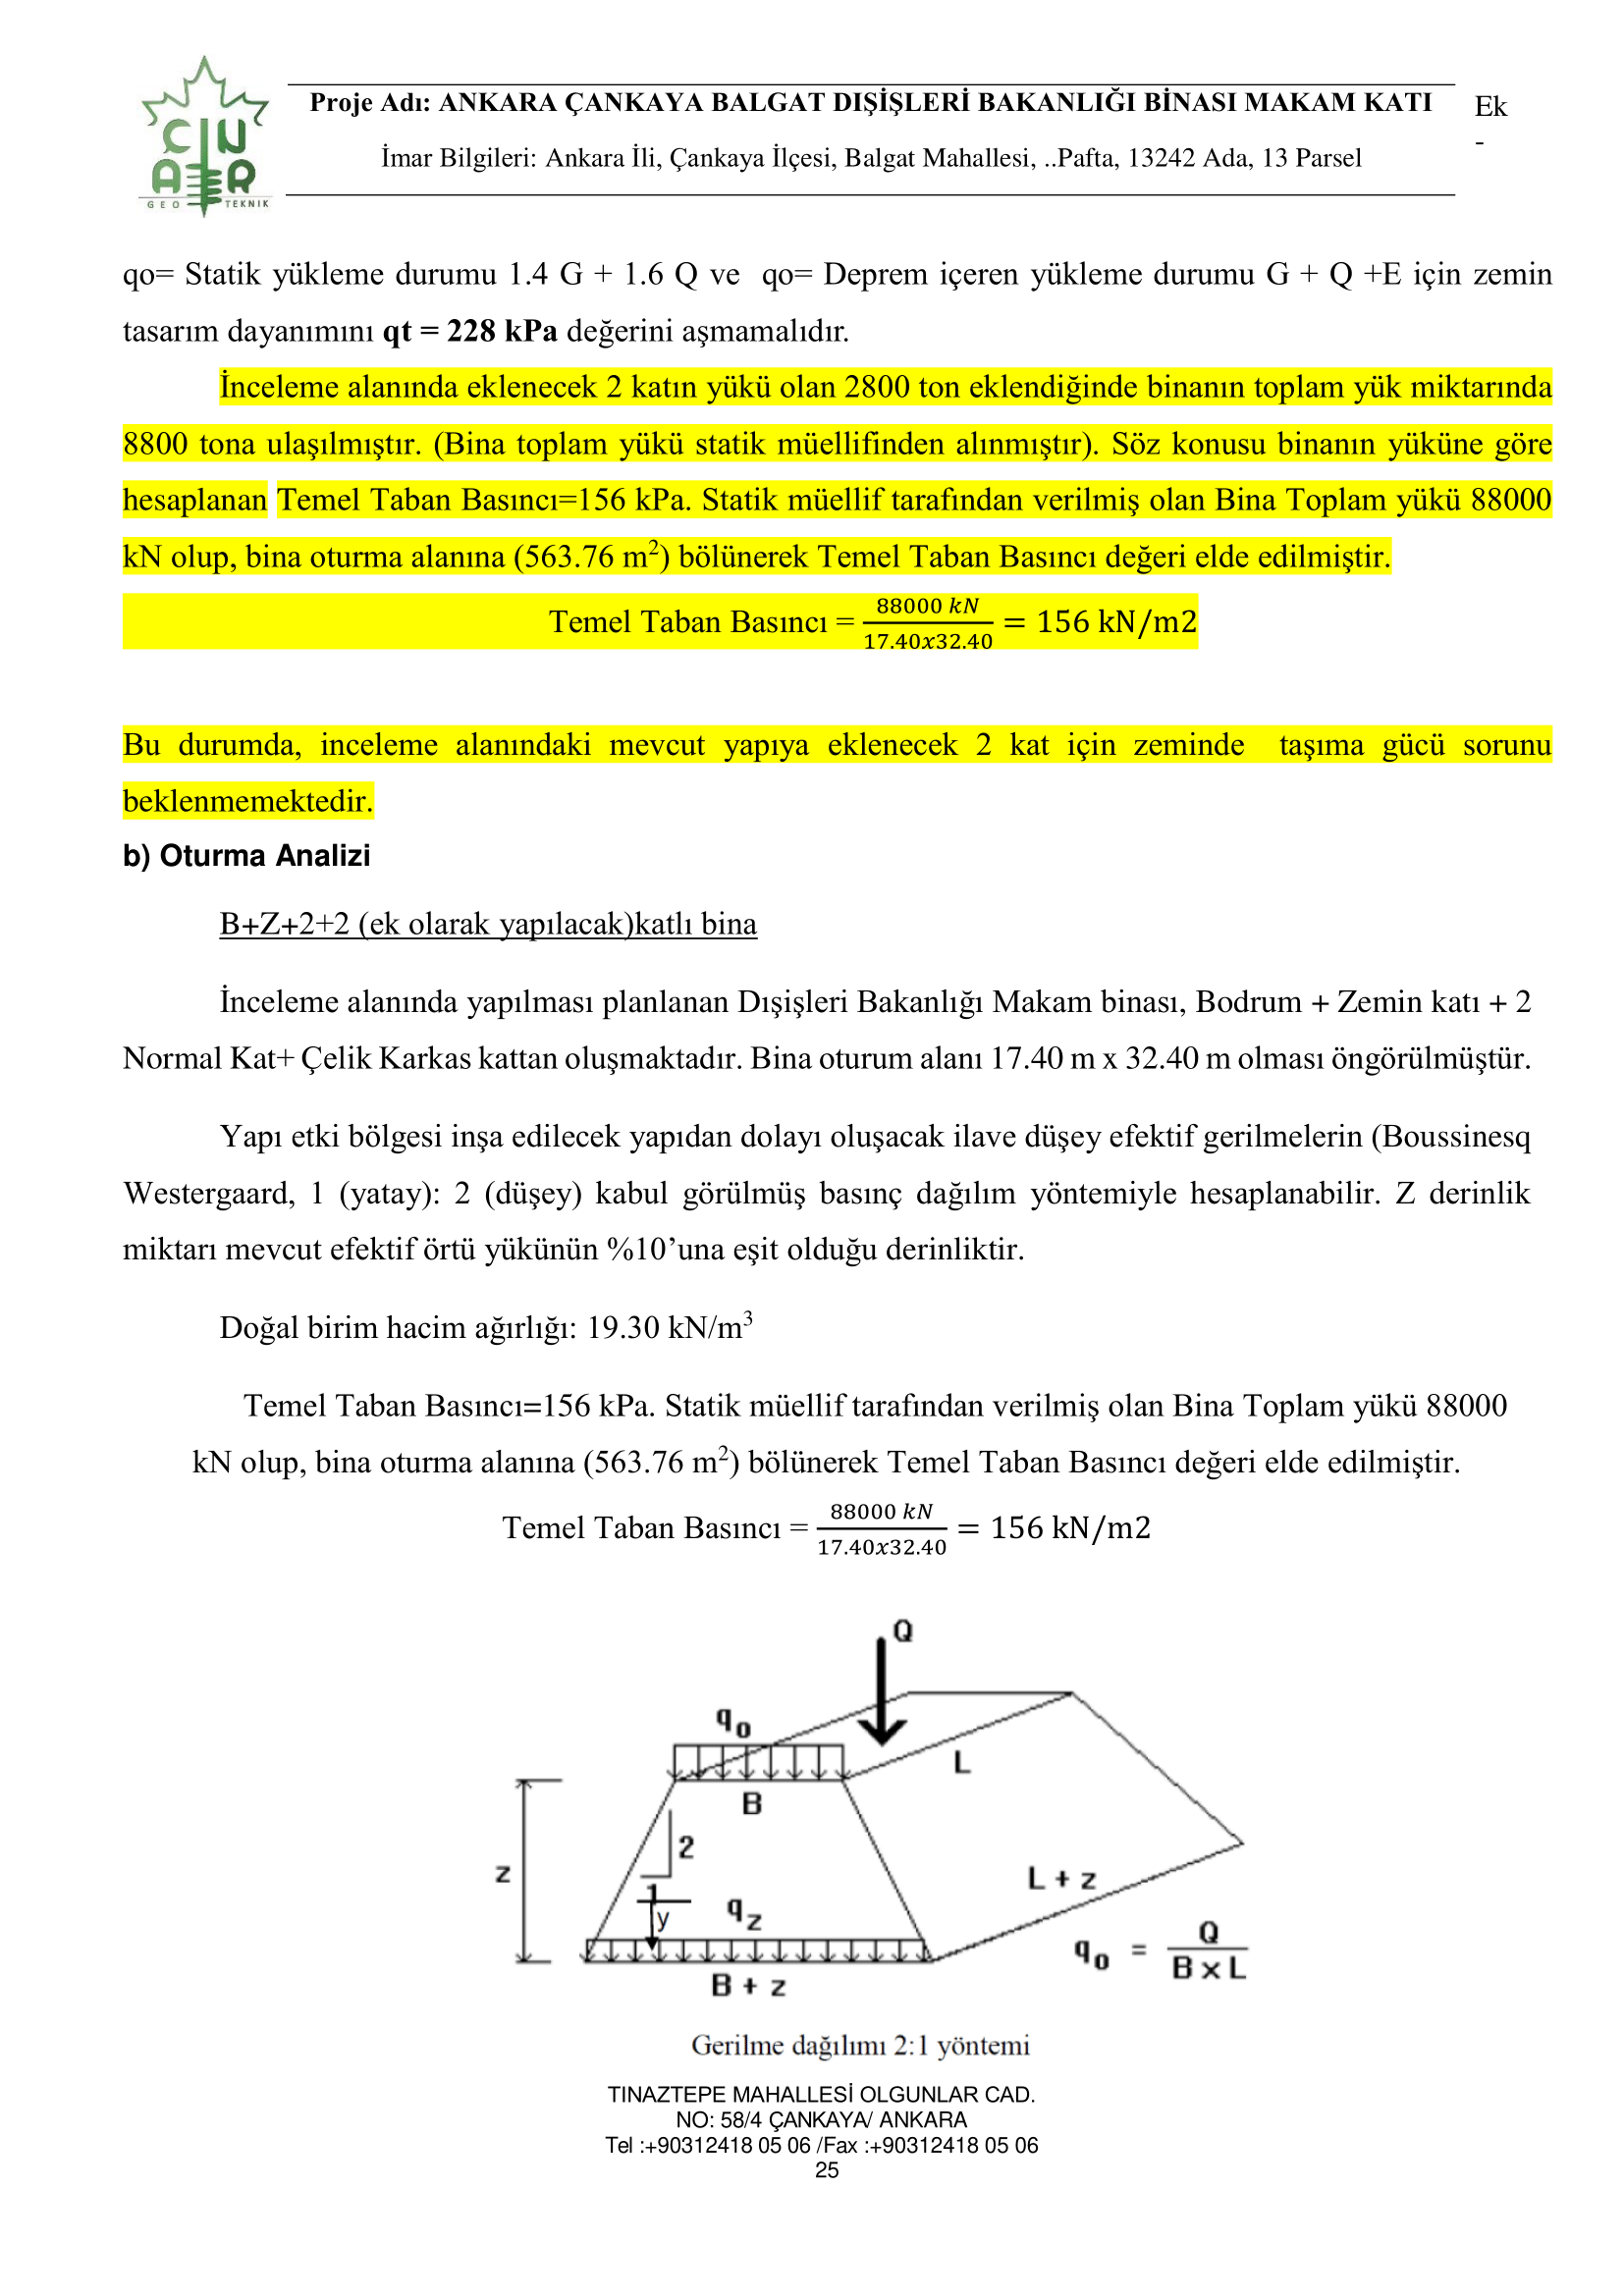 ÇINAR
GEO TEKNIK
Proje Adı: ANKARA ÇANKAYA BALGAT DIŞİŞLERİ BAKANLIĞI BİNASI MAKAM KATI
İmar Bilgileri: Ankara İli, Çankaya İlçesi, Balgat Mahallesi, ..Pafta, 13242 Ada, 13 Parsel
Ek
-
qo= Statik yükleme durumu 1.4 G + 1.6 Q ve qo= Deprem içeren yükleme durumu G + Q +E için zemin
tasarım dayanımını qt = 228 kPa değerini aşmamalıdır.
İnceleme alanında eklenecek 2 katın yükü olan 2800 ton eklendiğinde binanın toplam yük miktarında
8800 tona ulaşılmıştır. (Bina toplam yükü statik müellifinden alınmıştır). Söz konusu binanın yüküne göre
hesaplanan Temel Taban Basıncı=156 kPa. Statik müellif tarafından verilmiş olan Bina Toplam yükü 88000
kN olup, bina oturma alanına (563.76 m²) bölünerek Temel Taban Basıncı değeri elde edilmiştir.
Temel Taban Basıncı = 88000 kN / 17.40x32.40 = 156 kN/m2
Bu durumda, inceleme alanındaki mevcut yapıya eklenecek 2 kat için zeminde taşıma gücü sorunu
beklenmemektedir.
b) Oturma Analizi
B+Z+2+2 (ek olarak yapılacak)katlı bina
İnceleme alanında yapılması planlanan Dışişleri Bakanlığı Makam binası, Bodrum + Zemin katı + 2
Normal Kat+ Çelik Karkas kattan oluşmaktadır. Bina oturum alanı 17.40 m x 32.40 m olması öngörülmüştür.
Yapı etki bölgesi inşa edilecek yapıdan dolayı oluşacak ilave düşey efektif gerilmelerin (Boussinesq
Westergaard, 1 (yatay): 2 (düşey) kabul görülmüş basınç dağılım yöntemiyle hesaplanabilir. Z derinlik
miktarı mevcut efektif örtü yükünün %10’una eşit olduğu derinliktir.
Doğal birim hacim ağırlığı: 19.30 kN/m³
Temel Taban Basıncı=156 kPa. Statik müellif tarafından verilmiş olan Bina Toplam yükü 88000
kN olup, bina oturma alanına (563.76 m²) bölünerek Temel Taban Basıncı değeri elde edilmiştir.
Temel Taban Basıncı = 88000 kN / 17.40x32.40 = 156 kN/m2
Q
q₀
L
B
2
z
L + z
1
y
q_z
q₀ = Q / B x L
B + z
Gerilme dağılımı 2:1 yöntemi
TINAZTEPE MAHALLESİ OLGUNLAR CAD.
NO: 58/4 ÇANKAYA/ ANKARA
Tel :+90312418 05 06 /Fax :+90312418 05 06
25